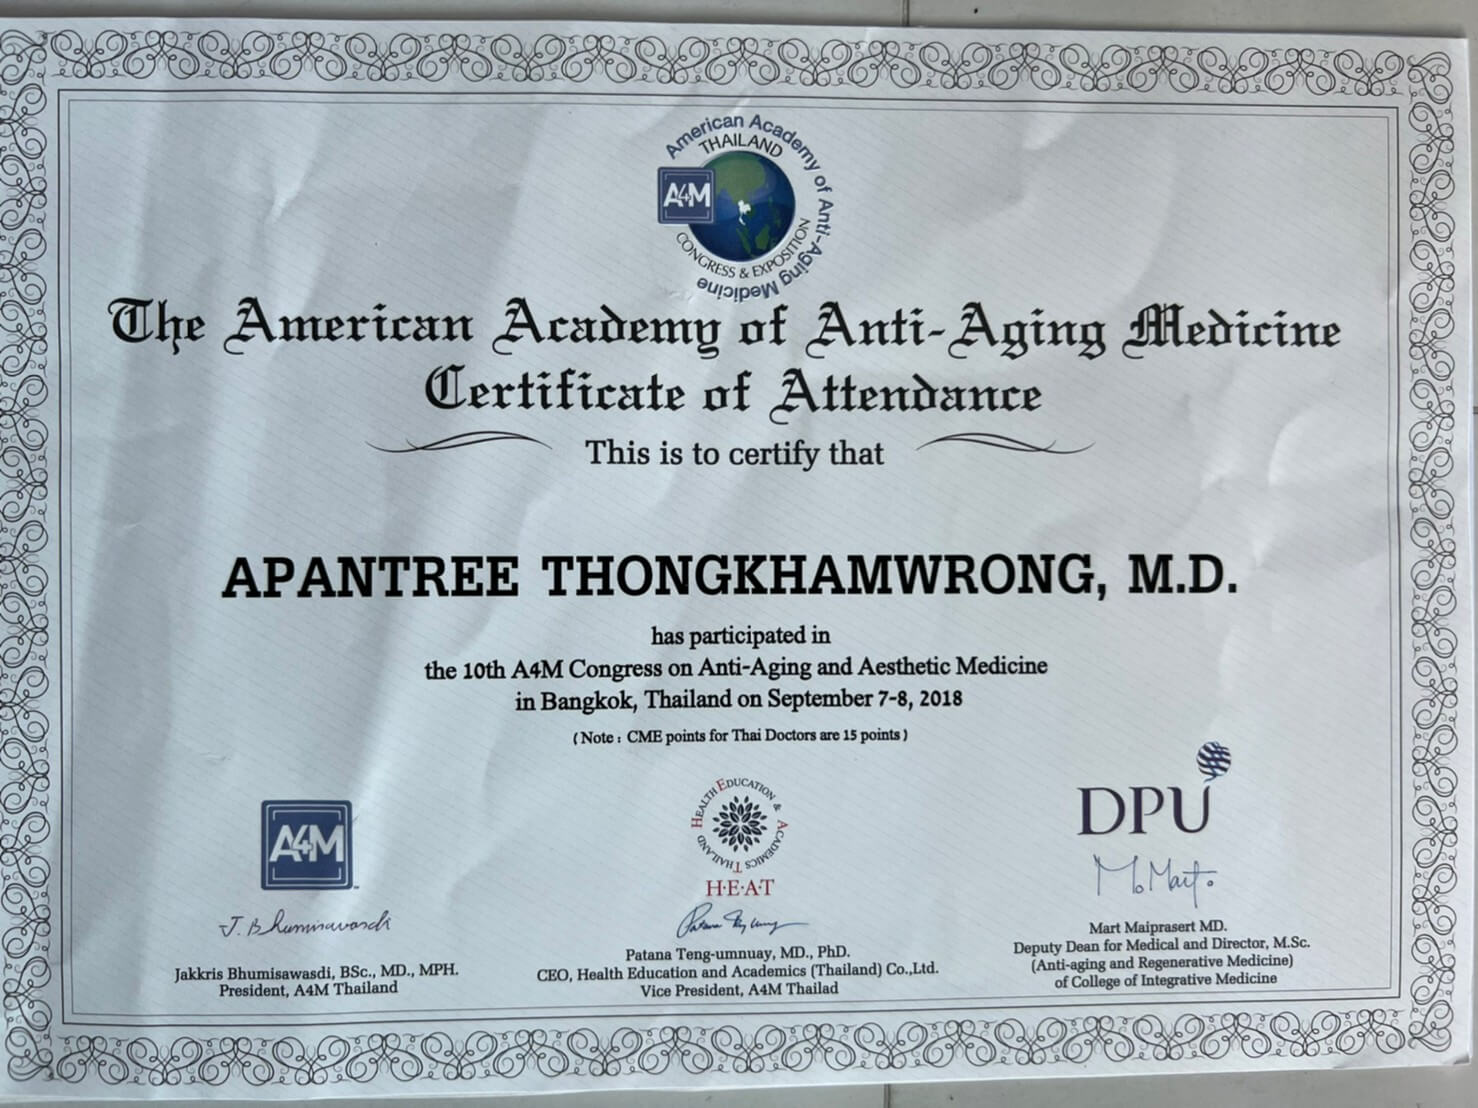 American Academy of Anti-Aging Medicine
THAILAND
A4M
CONGRESS & EXPOSITION
The American Academy of Anti-Aging Medicine
Certificate of Attendance
This is to certify that
APANTREE THONGKHAMWRONG, M.D.
has participated in
the 10th A4M Congress on Anti-Aging and Aesthetic Medicine
in Bangkok, Thailand on September 7-8, 2018
(Note : CME points for Thai Doctors are 15 points)
A4M
J. Bhumisawasdi
Jakkris Bhumisawasdi, BSc., MD., MPH.
President, A4M Thailand
HEALTH EDUCATION & ACADEMICS THAILAND
H·E·A·T
Patana Teng-umnuay, MD., PhD.
CEO, Health Education and Academics (Thailand) Co.,Ltd.
Vice President, A4M Thailad
DPU
Mart Maiprasert MD.
Deputy Dean for Medical and Director, M.Sc.
(Anti-aging and Regenerative Medicine)
of College of Integrative Medicine